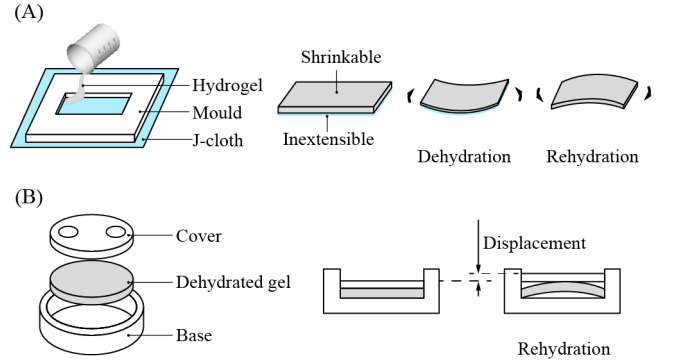 (A)
Hydrogel
Mould
J-cloth
Shrinkable
Inextensible
Dehydration
Rehydration
(B)
Cover
Dehydrated gel
Base
Displacement
Rehydration